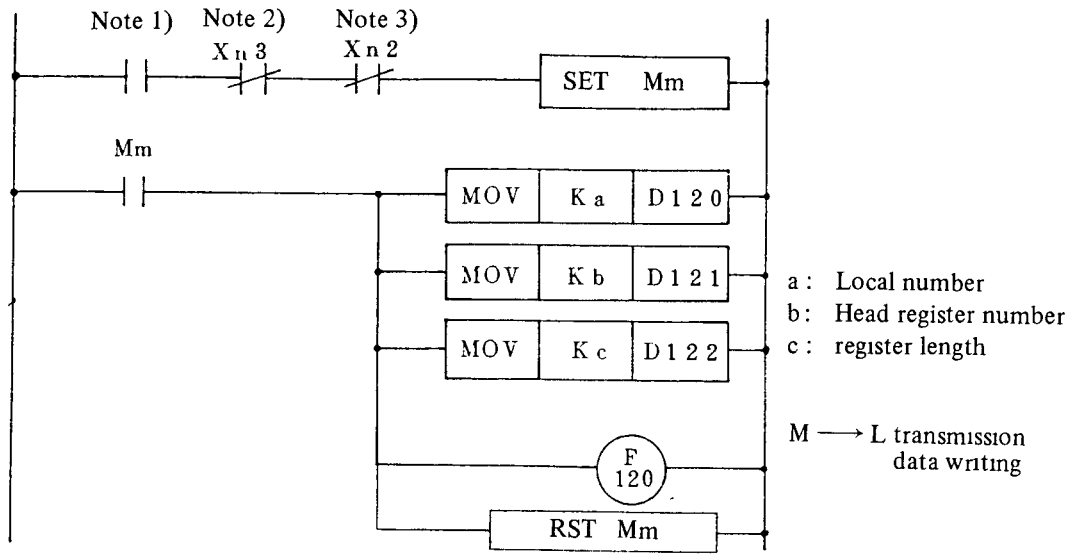 Note 1)
Note 2)
Note 3)
Xn3
Xn2
SET Mm
Mm
MOV Ka D120
MOV Kb D121
a: Local number
b: Head register number
MOV Kc D122
c: register length
M → L transmission
data writing
F
120
RST Mm